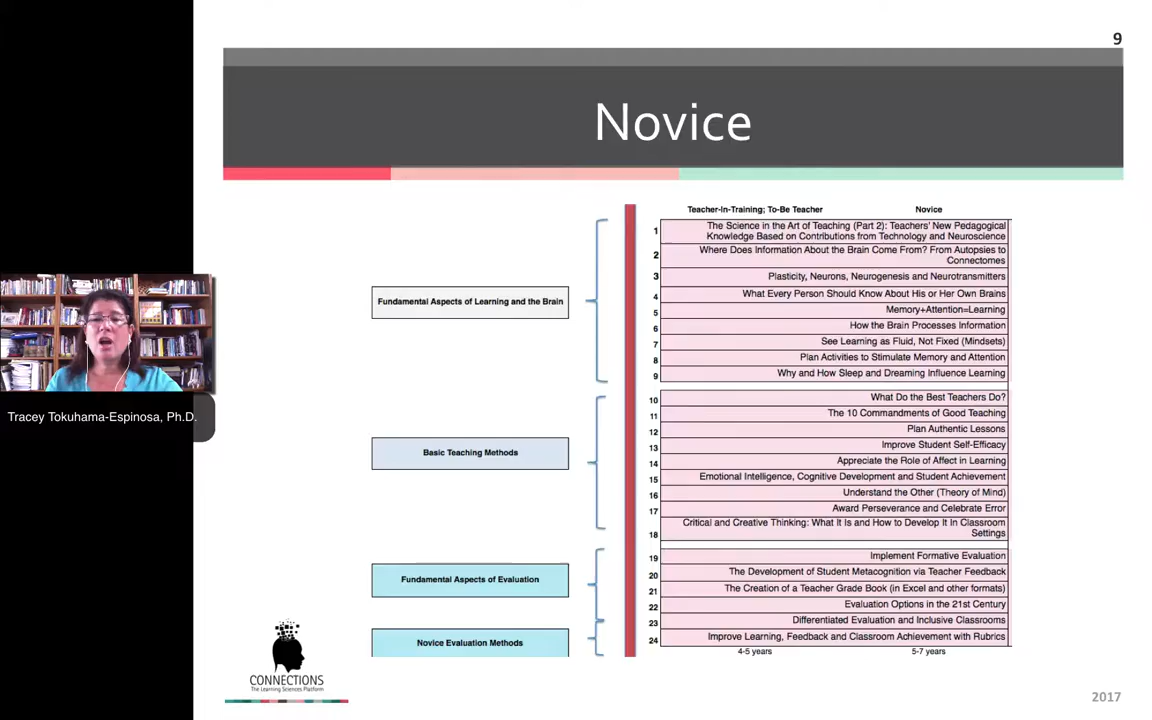 9
Novice
Teacher-In-Training; To-Be Teacher
Novice
1 The Science in the Art of Teaching (Part 2): Teachers' New Pedagogical
Knowledge Based on Contributions from Technology and Neuroscience
2 Where Does Information About the Brain Come From? From Autopsies to
Connectomes
3 Plasticity, Neurons, Neurogenesis and Neurotransmitters
4 What Every Person Should Know About His or Her Own Brains
5 Memory+Attention=Learning
6 How the Brain Processes Information
7 See Learning as Fluid, Not Fixed (Mindsets)
8 Plan Activities to Stimulate Memory and Attention
9 Why and How Sleep and Dreaming Influence Learning
Fundamental Aspects of Learning and the Brain
10 What Do the Best Teachers Do?
11 The 10 Commandments of Good Teaching
12 Plan Authentic Lessons
13 Improve Student Self-Efficacy
14 Appreciate the Role of Affect in Learning
15 Emotional Intelligence, Cognitive Development and Student Achievement
16 Understand the Other (Theory of Mind)
17 Award Perseverance and Celebrate Error
18 Critical and Creative Thinking: What It Is and How to Develop It In Classroom
Settings
Basic Teaching Methods
19 Implement Formative Evaluation
20 The Development of Student Metacognition via Teacher Feedback
21 The Creation of a Teacher Grade Book (in Excel and other formats)
22 Evaluation Options in the 21st Century
23 Differentiated Evaluation and Inclusive Classrooms
24 Improve Learning, Feedback and Classroom Achievement with Rubrics
Fundamental Aspects of Evaluation
Novice Evaluation Methods
4-5 years
5-7 years
Tracey Tokuhama-Espinosa, Ph.D.
CONNECTIONS
The Learning Sciences Platform
2017